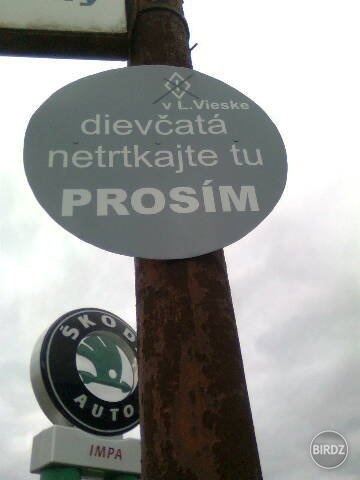 v L.Vieske
dievčatá
netrtkajte tu
PROSÍM
ŠKODA
AUTO
IMPA
BIRDZ